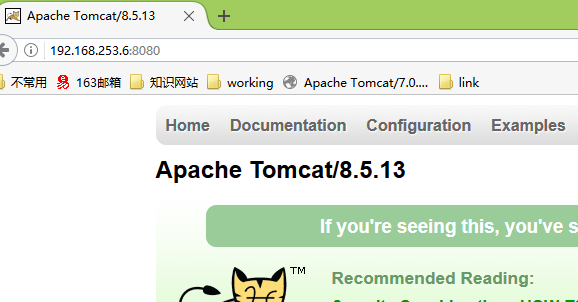 Apache Tomcat/8.5.13
192.168.253.6:8080
不常用 163邮箱 知识网站 working Apache Tomcat/7.0.... link
Home Documentation Configuration Examples
Apache Tomcat/8.5.13
If you're seeing this, you've s
TM
Recommended Reading: